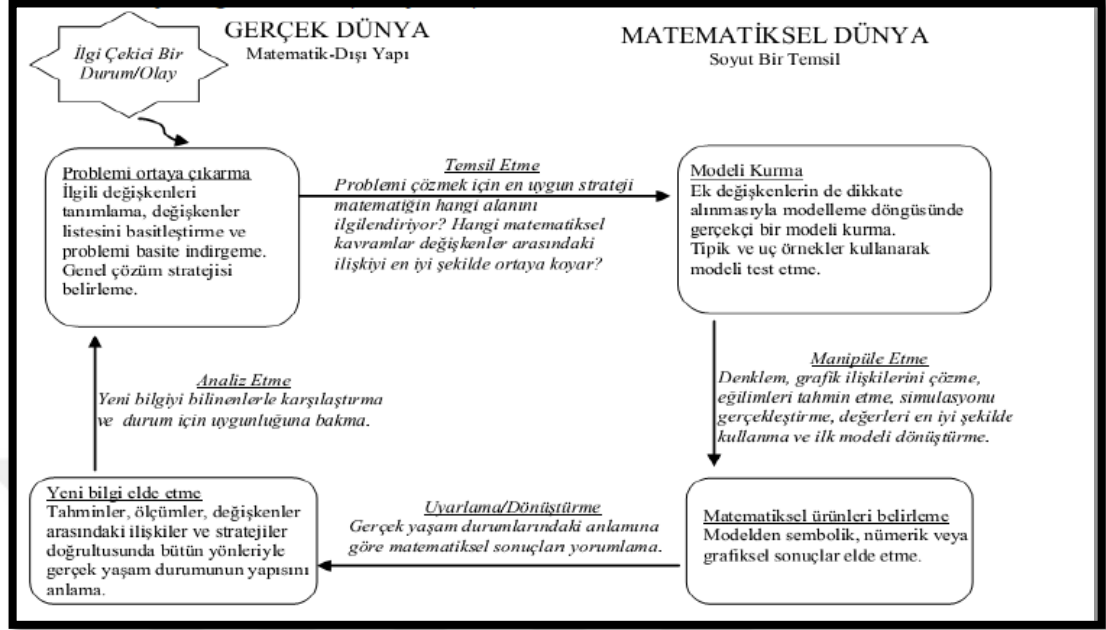 İlgi Çekici Bir
Durum/Olay
GERÇEK DÜNYA
Matematik-Dışı Yapı
MATEMATİKSEL DÜNYA
Soyut Bir Temsil
Problemi ortaya çıkarma
İlgili değişkenleri
tanımlama, değişkenler
listesini basitleştirme ve
problemi basite indirgeme.
Genel çözüm stratejisi
belirleme.
Temsil Etme
Problemi çözmek için en uygun strateji
matematiğin hangi alanını
ilgilendiriyor? Hangi matematiksel
kavramlar değişkenler arasındaki
ilişkiyi en iyi şekilde ortaya koyar?
Modeli Kurma
Ek değişkenlerin de dikkate
alınmasıyla modelleme döngüsünde
gerçekçi bir modeli kurma.
Tipik ve uç örnekler kullanarak
modeli test etme.
Manipüle Etme
Denklem, grafik ilişkilerini çözme,
eğilimleri tahmin etme, simulasyonu
gerçekleştirme, değerleri en iyi şekilde
kullanma ve ilk modeli dönüştürme.
Analiz Etme
Yeni bilgiyi bilinenlerle karşılaştırma
ve durum için uygunluğuna bakma.
Yeni bilgi elde etme
Tahminler, ölçümler, değişkenler
arasındaki ilişkiler ve stratejiler
doğrultusunda bütün yönleriyle
gerçek yaşam durumunun yapısını
anlama.
Uyarlama/Dönüştürme
Gerçek yaşam durumlarındaki anlamına
göre matematiksel sonuçları yorumlama.
Matematiksel ürünleri belirleme
Modelden sembolik, nümerik veya
grafiksel sonuçlar elde etme.